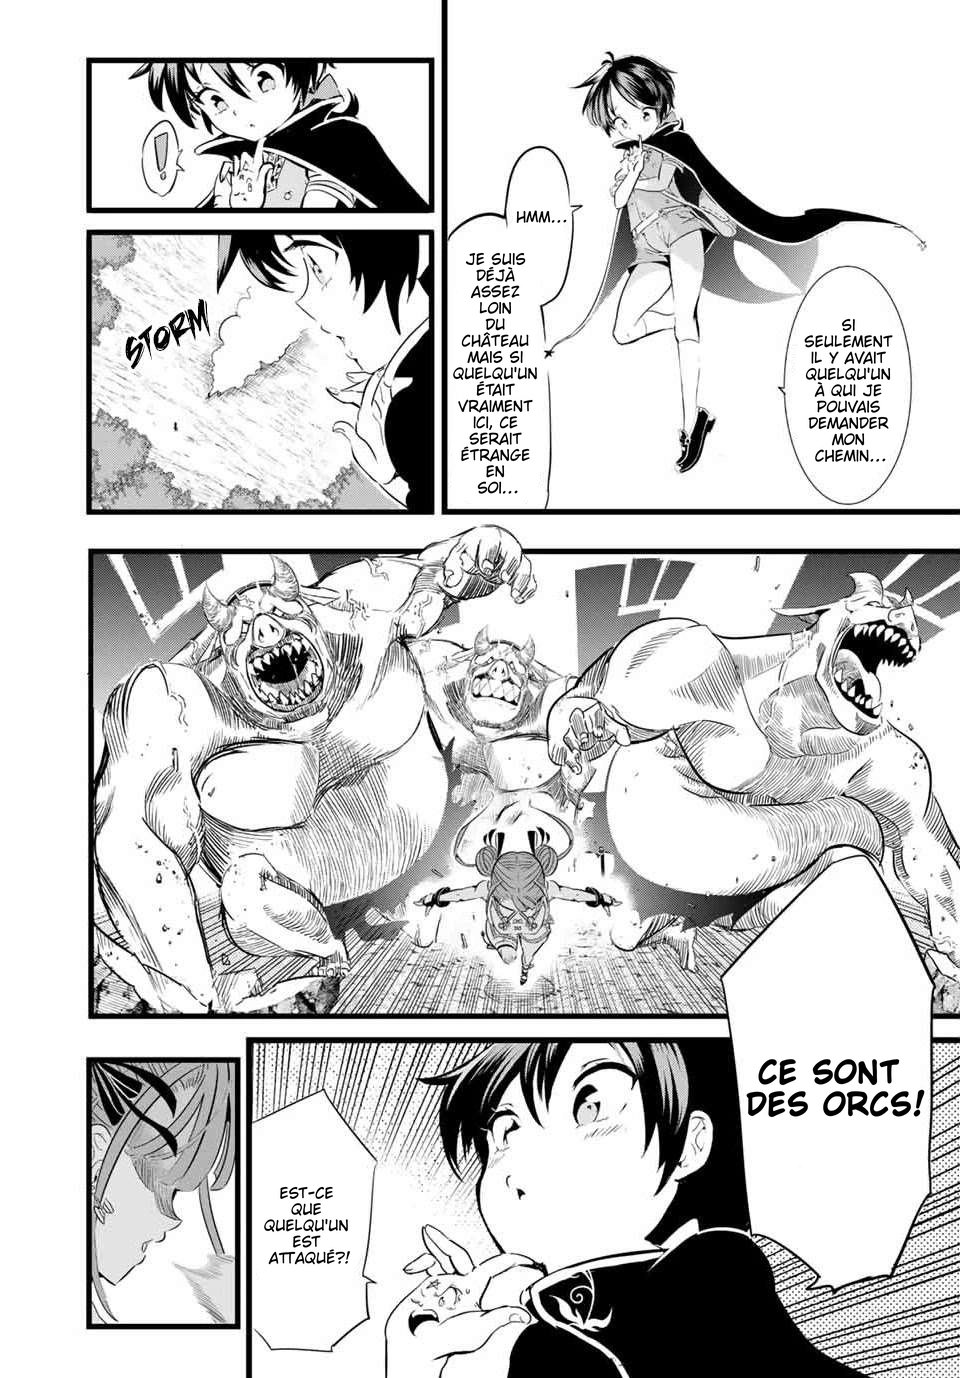 SI
SEULEMENT
IL Y AVAIT
QUELQU'UN
À QUI JE
POUVAIS
DEMANDER
MON
CHEMIN...
HMM...
JE SUIS
DÉJÀ
ASSEZ
LOIN
DU
CHÂTEAU
MAIS SI
QUELQU'UN
ÉTAIT
VRAIMENT
ICI, CE
SERAIT
ÉTRANGE
EN
SOI...
!
STORM
CE SONT
DES ORCS!
EST-CE
QUE
QUELQU'UN
EST
ATTAQUÉ?!